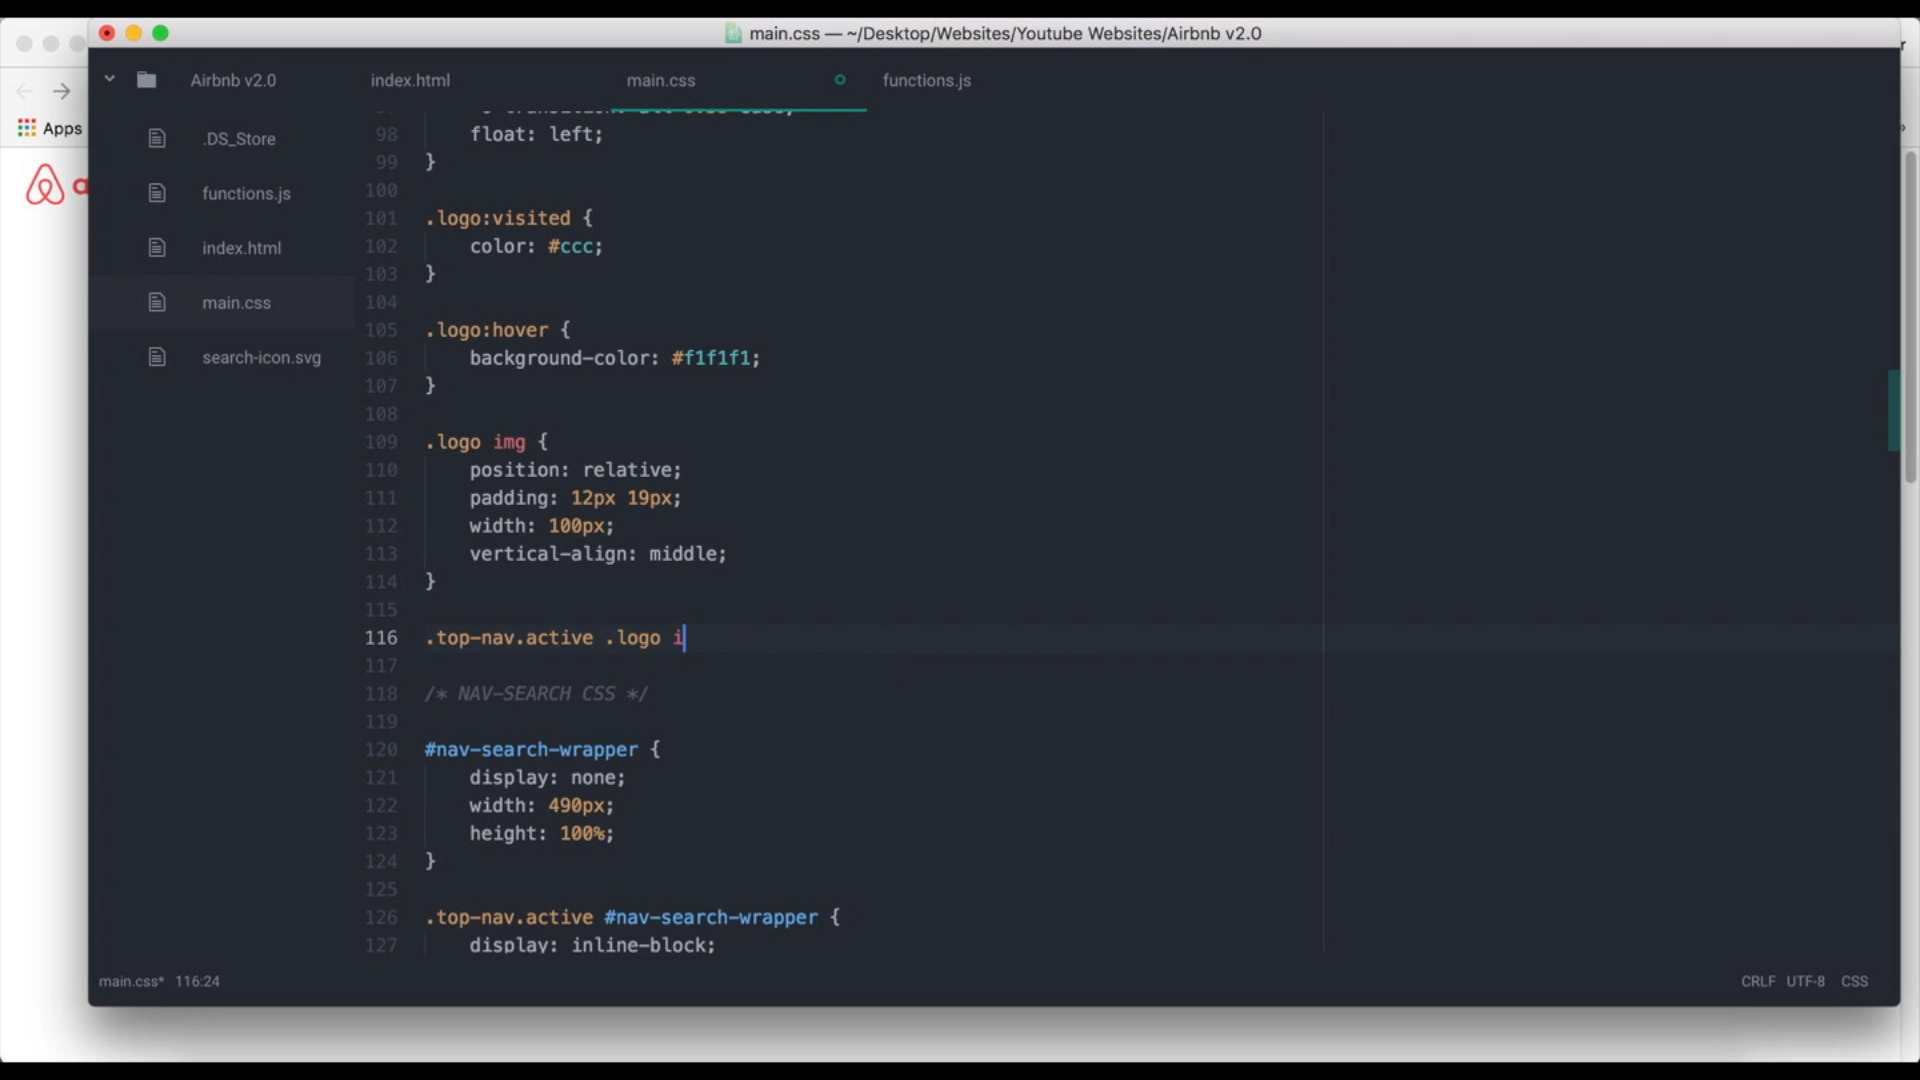 main.css — ~/Desktop/Websites/Youtube Websites/Airbnb v2.0
Airbnb v2.0
index.html
main.css
functions.js
Apps
.DS_Store
functions.js
index.html
main.css
search-icon.svg
98 float: left;
99 }
100
101 .logo:visited {
102 color: #ccc;
103 }
104
105 .logo:hover {
106 background-color: #f1f1f1;
107 }
108
109 .logo img {
110 position: relative;
111 padding: 12px 19px;
112 width: 100px;
113 vertical-align: middle;
114 }
115
116 .top-nav.active .logo i
117
118 /* NAV-SEARCH CSS */
119
120 #nav-search-wrapper {
121 display: none;
122 width: 490px;
123 height: 100%;
124 }
125
126 .top-nav.active #nav-search-wrapper {
127 display: inline-block;
main.css* 116:24
CRLF UTF-8 CSS